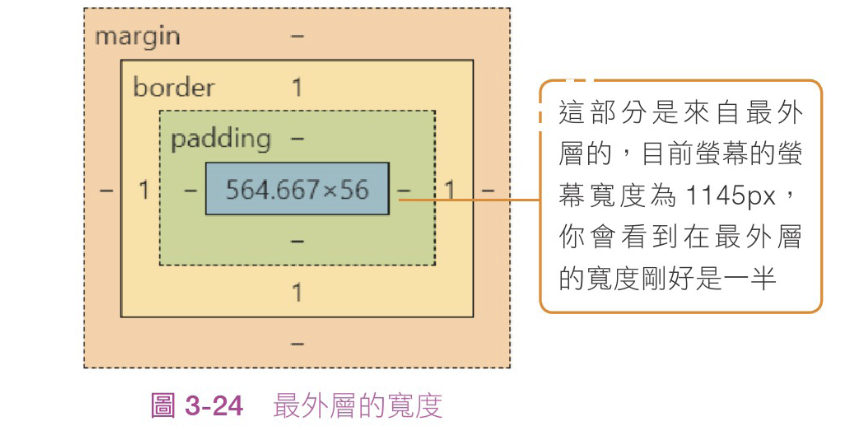 margin –
border 1
padding –
– 1 – 564.667×56 – 1 –
–
1
–
這部分是來自最外
層的，目前螢幕的螢
幕寬度為 1145px，
你會看到在最外層
的寬度剛好是一半
圖 3-24 最外層的寬度